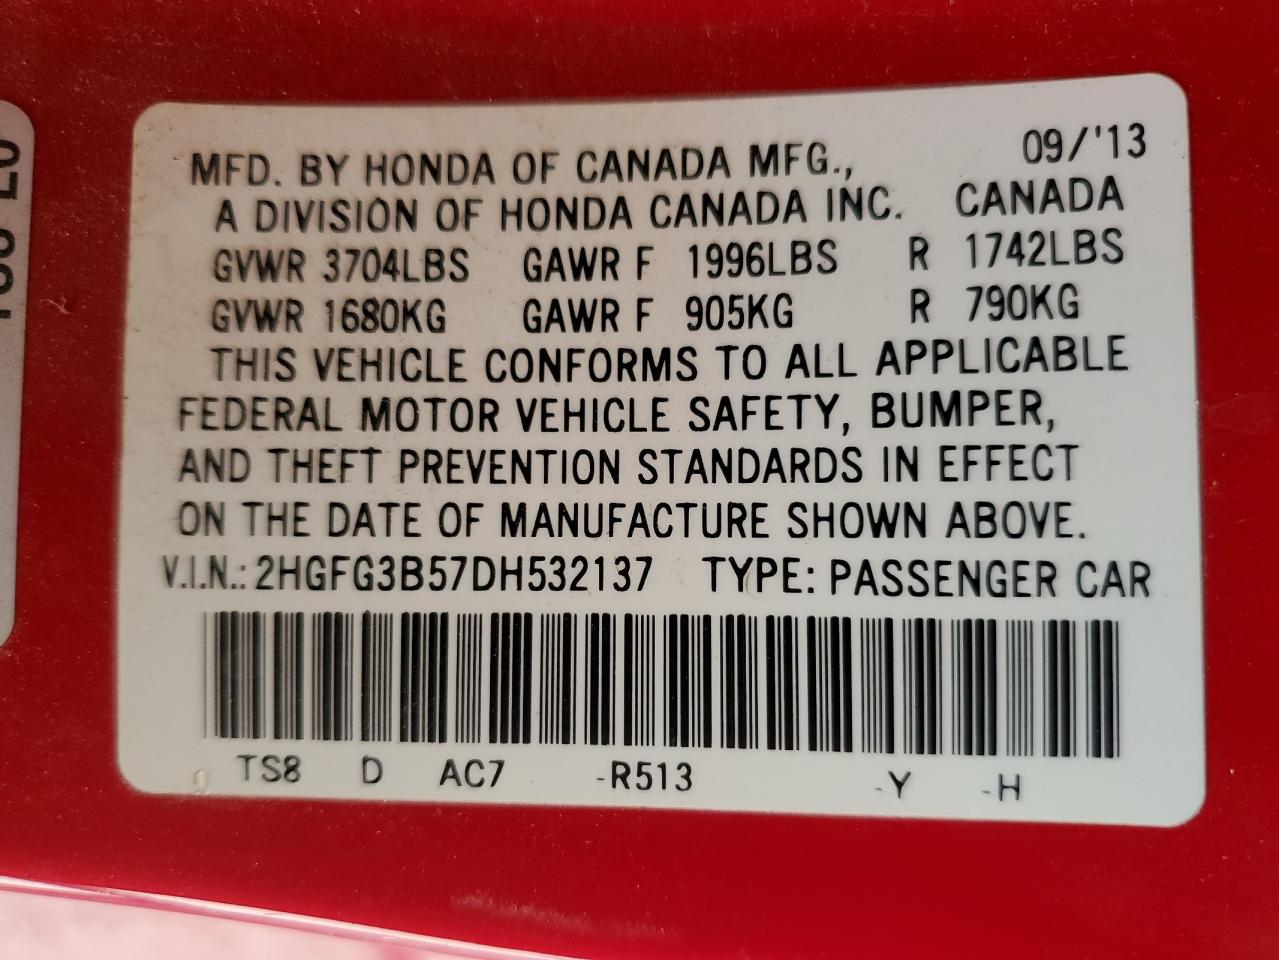 MFD. BY HONDA OF CANADA MFG., 09/'13
A DIVISION OF HONDA CANADA INC. CANADA
GVWR 3704LBS GAWR F 1996LBS R 1742LBS
GVWR 1680KG GAWR F 905KG R 790KG
THIS VEHICLE CONFORMS TO ALL APPLICABLE
FEDERAL MOTOR VEHICLE SAFETY, BUMPER,
AND THEFT PREVENTION STANDARDS IN EFFECT
ON THE DATE OF MANUFACTURE SHOWN ABOVE.
V.I.N.: 2HGFG3B57DH532137 TYPE: PASSENGER CAR
TS8 D AC7 -R513 -Y -H